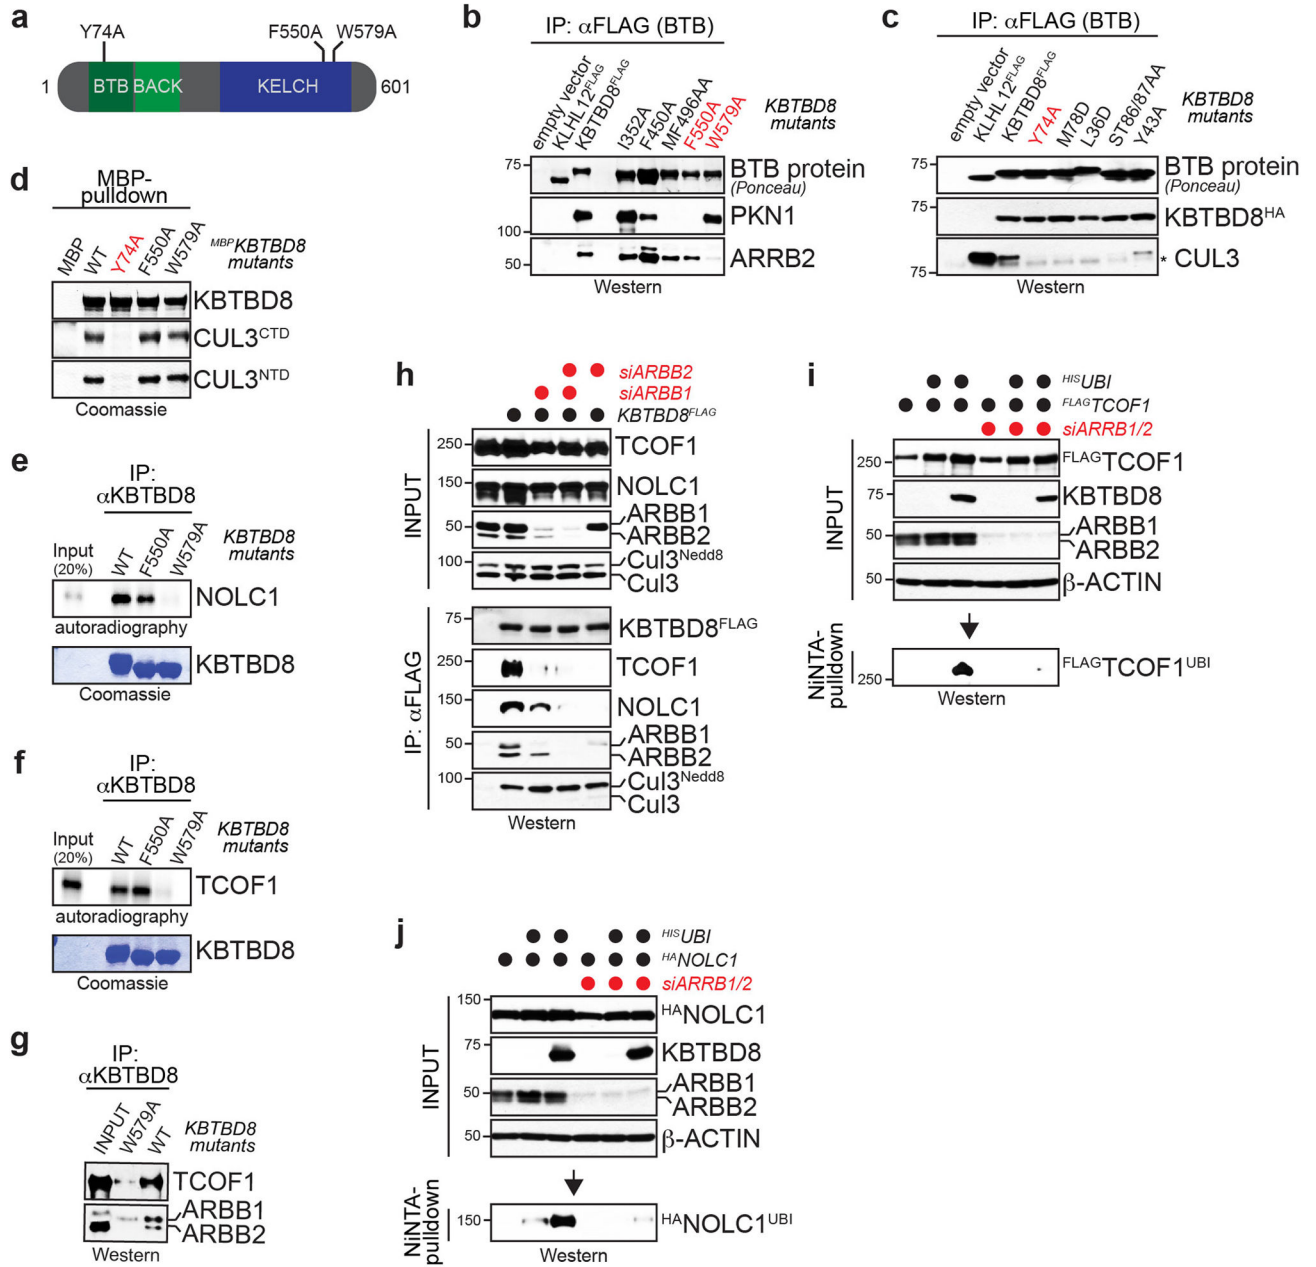 a
Y74A
F550A
W579A
1
BTB
BACK
KELCH
601
b
IP: αFLAG (BTB)
empty vector
KLHL12FLAG
KBTBD8FLAG
I352A
F450A
MF496AA
F550A
W579A
KBTBD8
mutants
75
BTB protein
(Ponceau)
PKN1
100
50
ARRB2
Western
c
IP: αFLAG (BTB)
empty vector
KLHL12FLAG
KBTBD8FLAG
Y74A
M78D
L36D
ST86/87AA
Y43A
KBTBD8
mutants
75
BTB protein
(Ponceau)
75
KBTBD8HA
75
* CUL3
Western
d
MBP-
pulldown
MBP
WT
Y74A
F550A
W579A
MBPKBTBD8
mutants
KBTBD8
CUL3CTD
CUL3NTD
Coomassie
e
IP:
αKBTBD8
Input
(20%)
WT
F550A
W579A
KBTBD8
mutants
NOLC1
autoradiography
KBTBD8
Coomassie
f
IP:
αKBTBD8
Input
(20%)
WT
F550A
W579A
KBTBD8
mutants
TCOF1
autoradiography
KBTBD8
Coomassie
g
IP:
αKBTBD8
INPUT
W579A
WT
KBTBD8
mutants
TCOF1
ARBB1
ARBB2
Western
h
siARBB2
siARBB1
KBTBD8FLAG
INPUT
250
TCOF1
150
NOLC1
50
ARBB1
ARBB2
100
Cul3Nedd8
Cul3
IP: αFLAG
75
KBTBD8FLAG
250
TCOF1
150
NOLC1
50
ARBB1
ARBB2
100
Cul3Nedd8
Cul3
Western
i
HISUBI
FLAGTCOF1
siARRB1/2
INPUT
250
FLAGTCOF1
75
KBTBD8
50
ARBB1
ARBB2
50
β-ACTIN
NiNTA-
pulldown
250
FLAGTCOF1UBI
Western
j
HISUBI
HANOLC1
siARRB1/2
INPUT
150
HANOLC1
75
KBTBD8
50
ARBB1
ARBB2
50
β-ACTIN
NiNTA-
pulldown
150
HANOLC1UBI
Western